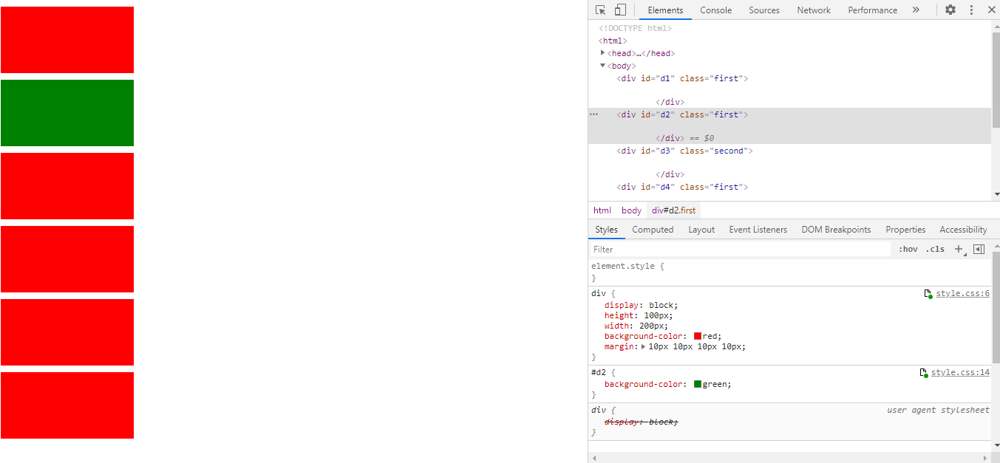 Elements Console Sources Network Performance »
<!DOCTYPE html>
<html>
<head>…</head>
<body>
<div id="d1" class="first">
</div>
<div id="d2" class="first">
</div> == $0
<div id="d3" class="second">
</div>
<div id="d4" class="first">
html body div#d2.first
Styles Computed Layout Event Listeners DOM Breakpoints Properties Accessibility
Filter :hov .cls +
element.style {
}
div { style.css:6
display: block;
height: 100px;
width: 200px;
background-color: red;
margin: 10px 10px 10px 10px;
}
#d2 { style.css:14
background-color: green;
}
div { user agent stylesheet
display: block;
}